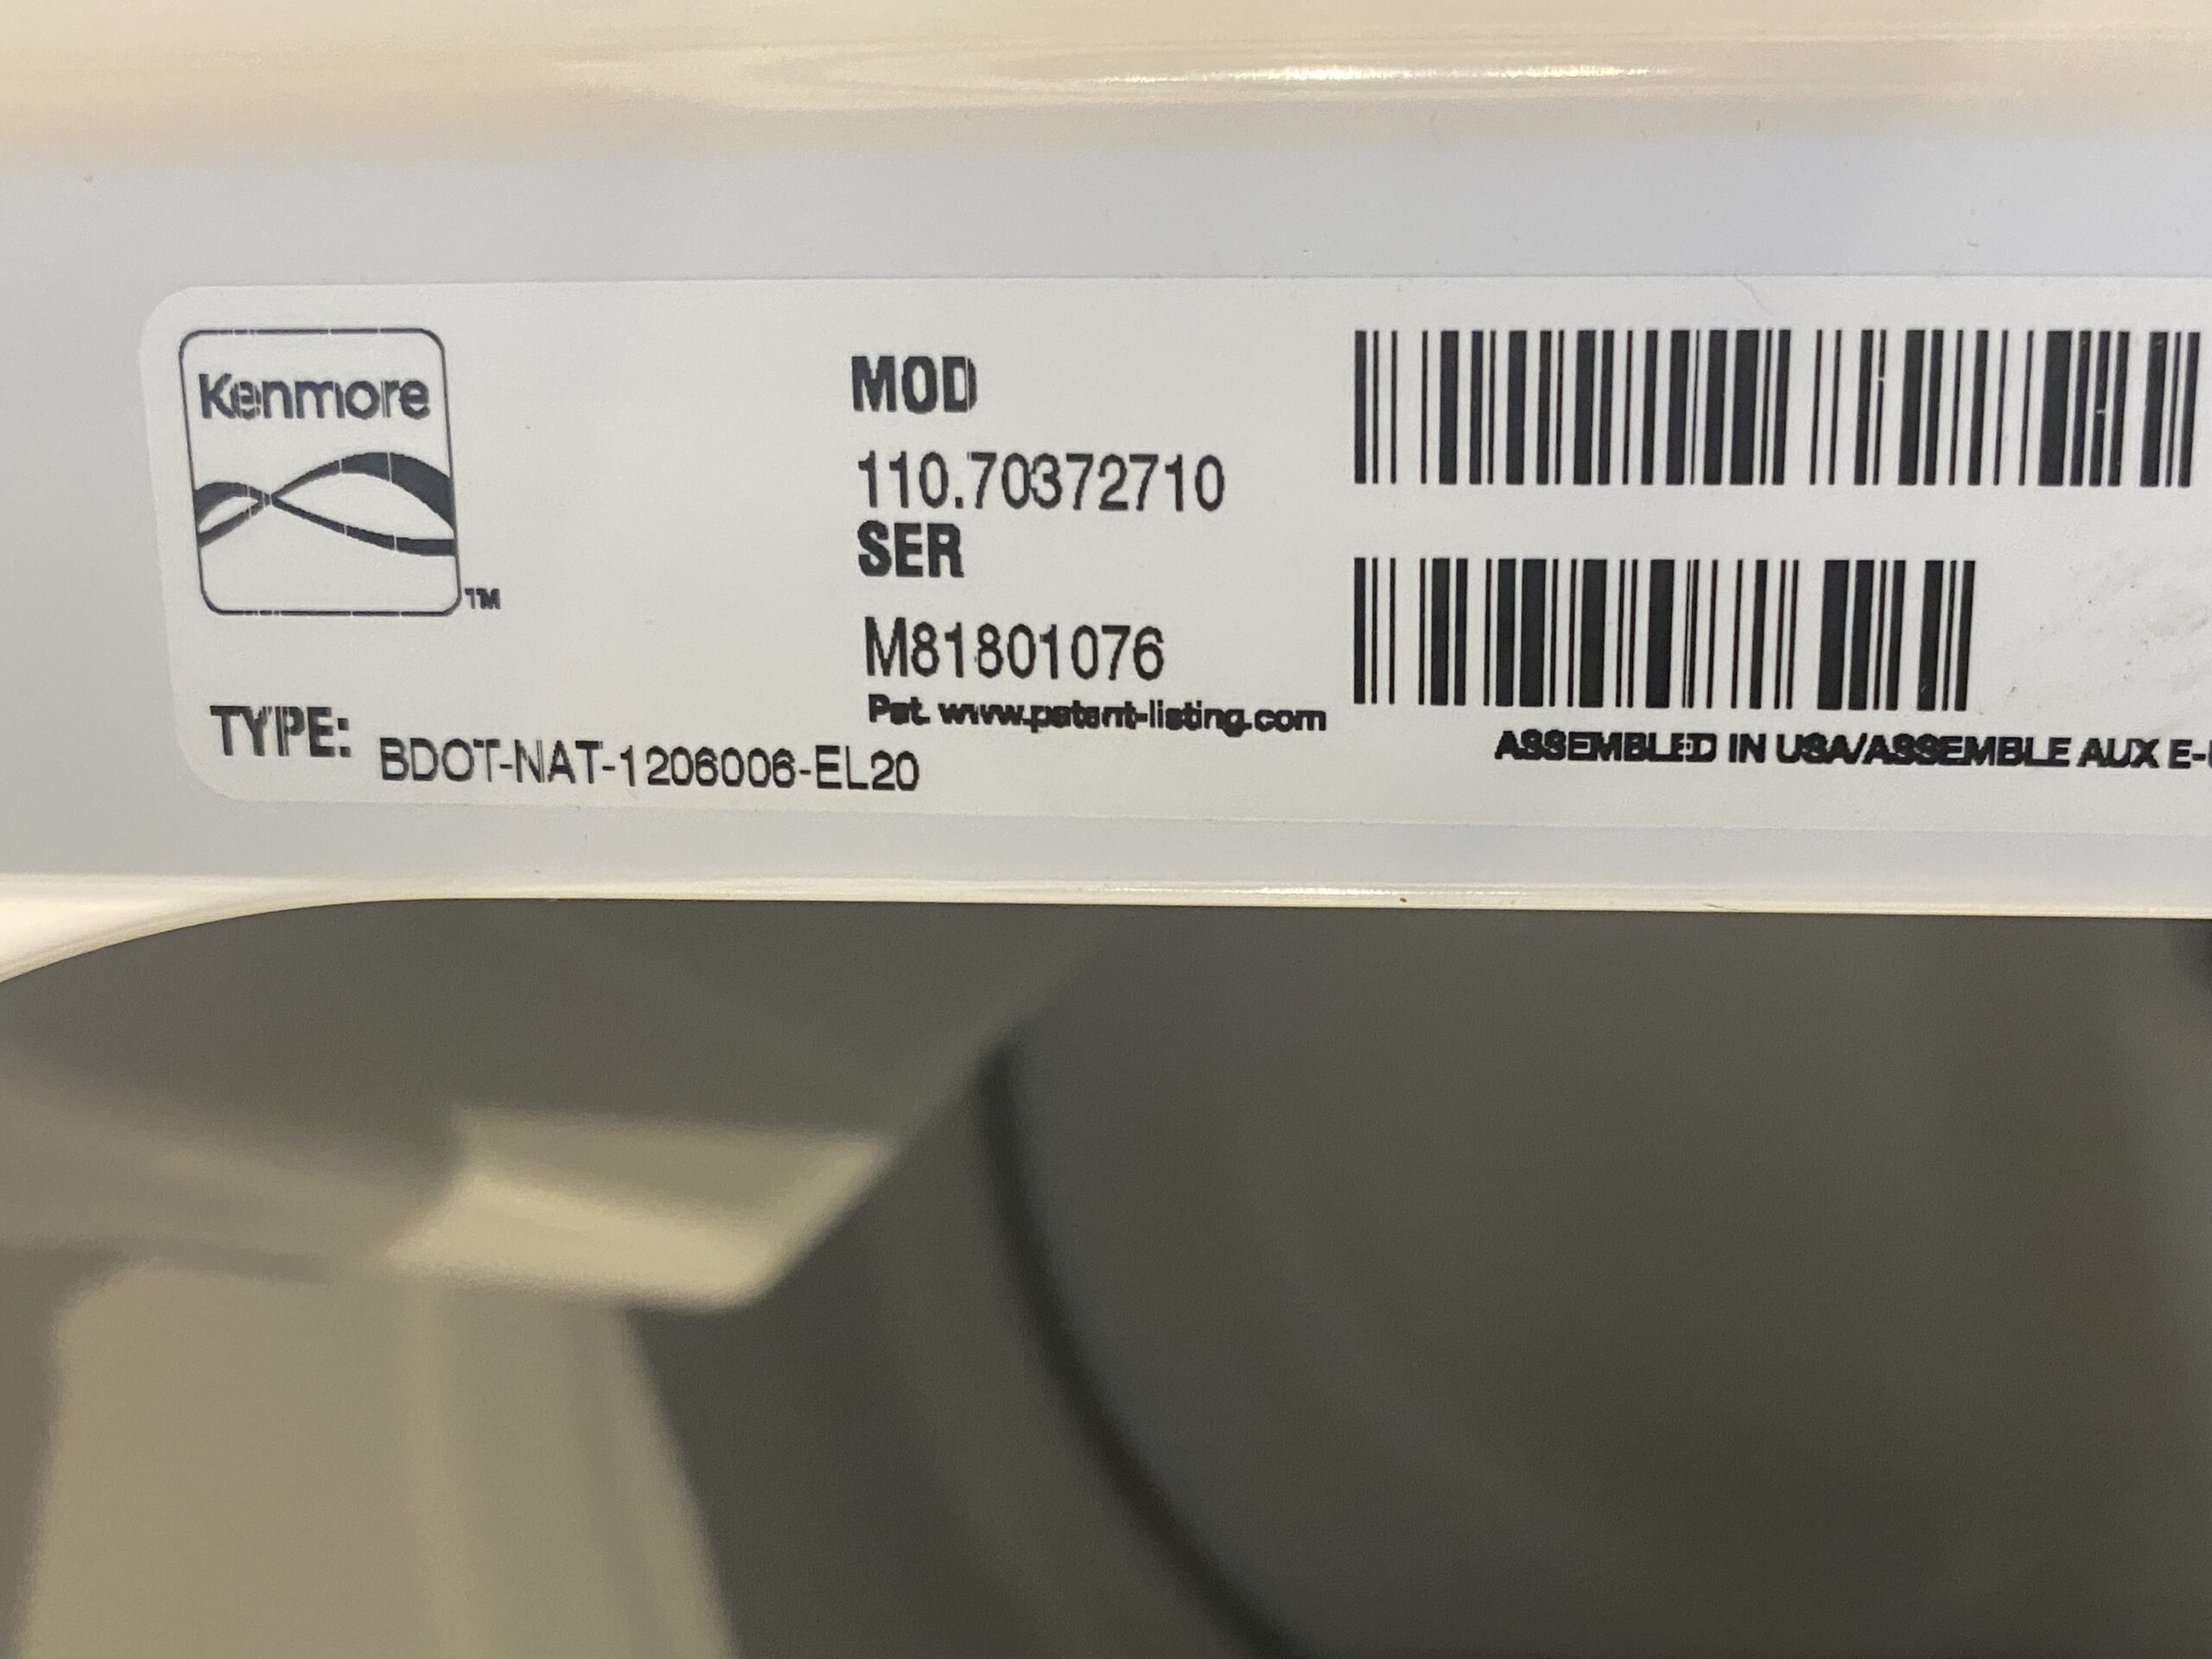 Kenmore
TM
MOD
110.70372710
SER
M81801076
Pat. www.patent-listing.com
TYPE: BDOT-NAT-1206006-EL20
ASSEMBLED IN USA/ASSEMBLE AUX E-